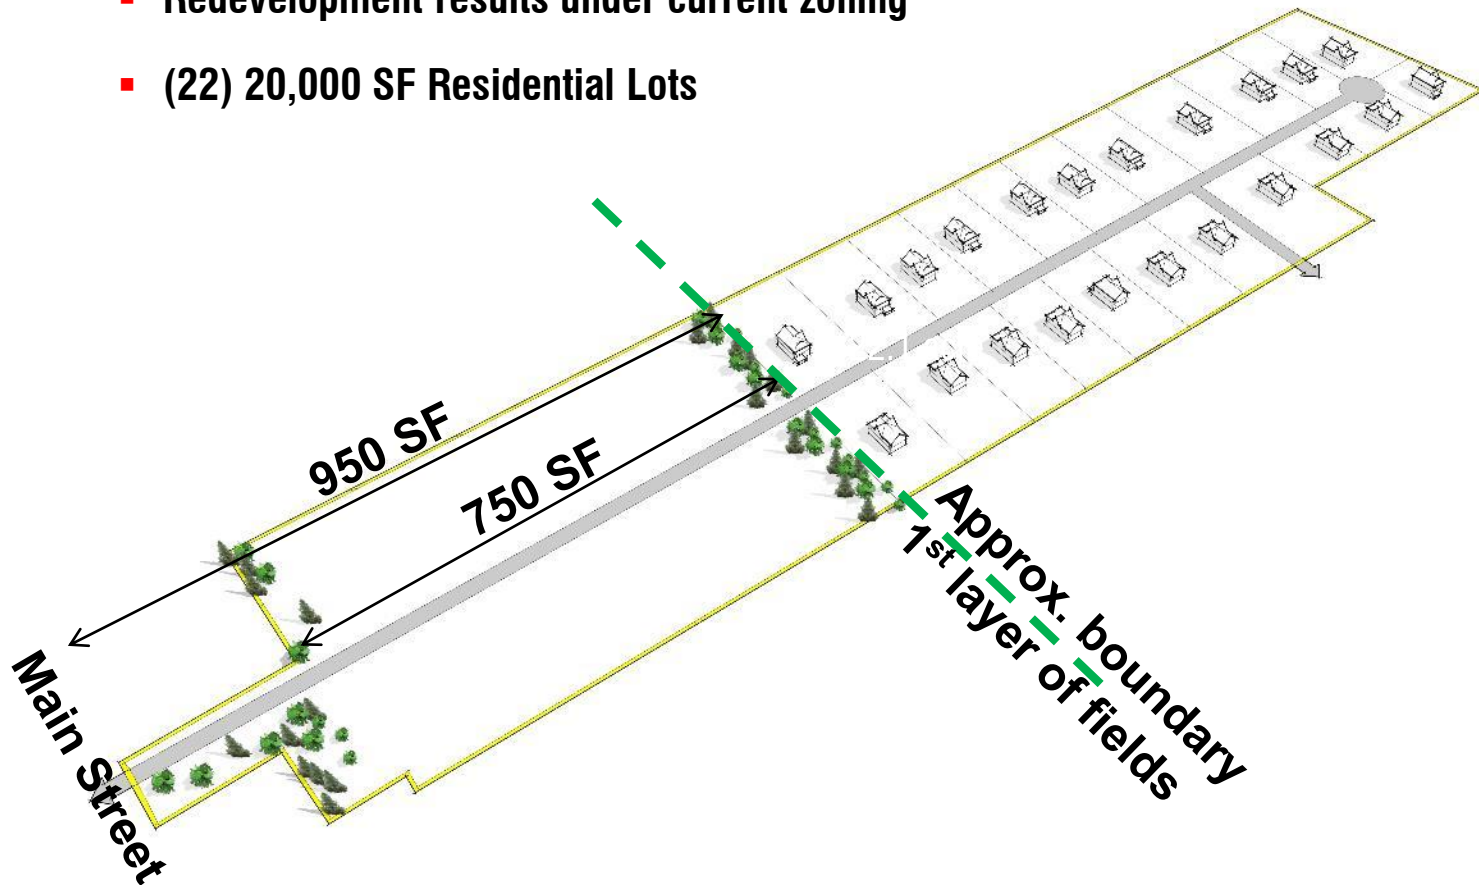 Redevelopment results under current zoning
(22) 20,000 SF Residential Lots
950 SF
750 SF
Approx. boundary
1st layer of fields
Main Street